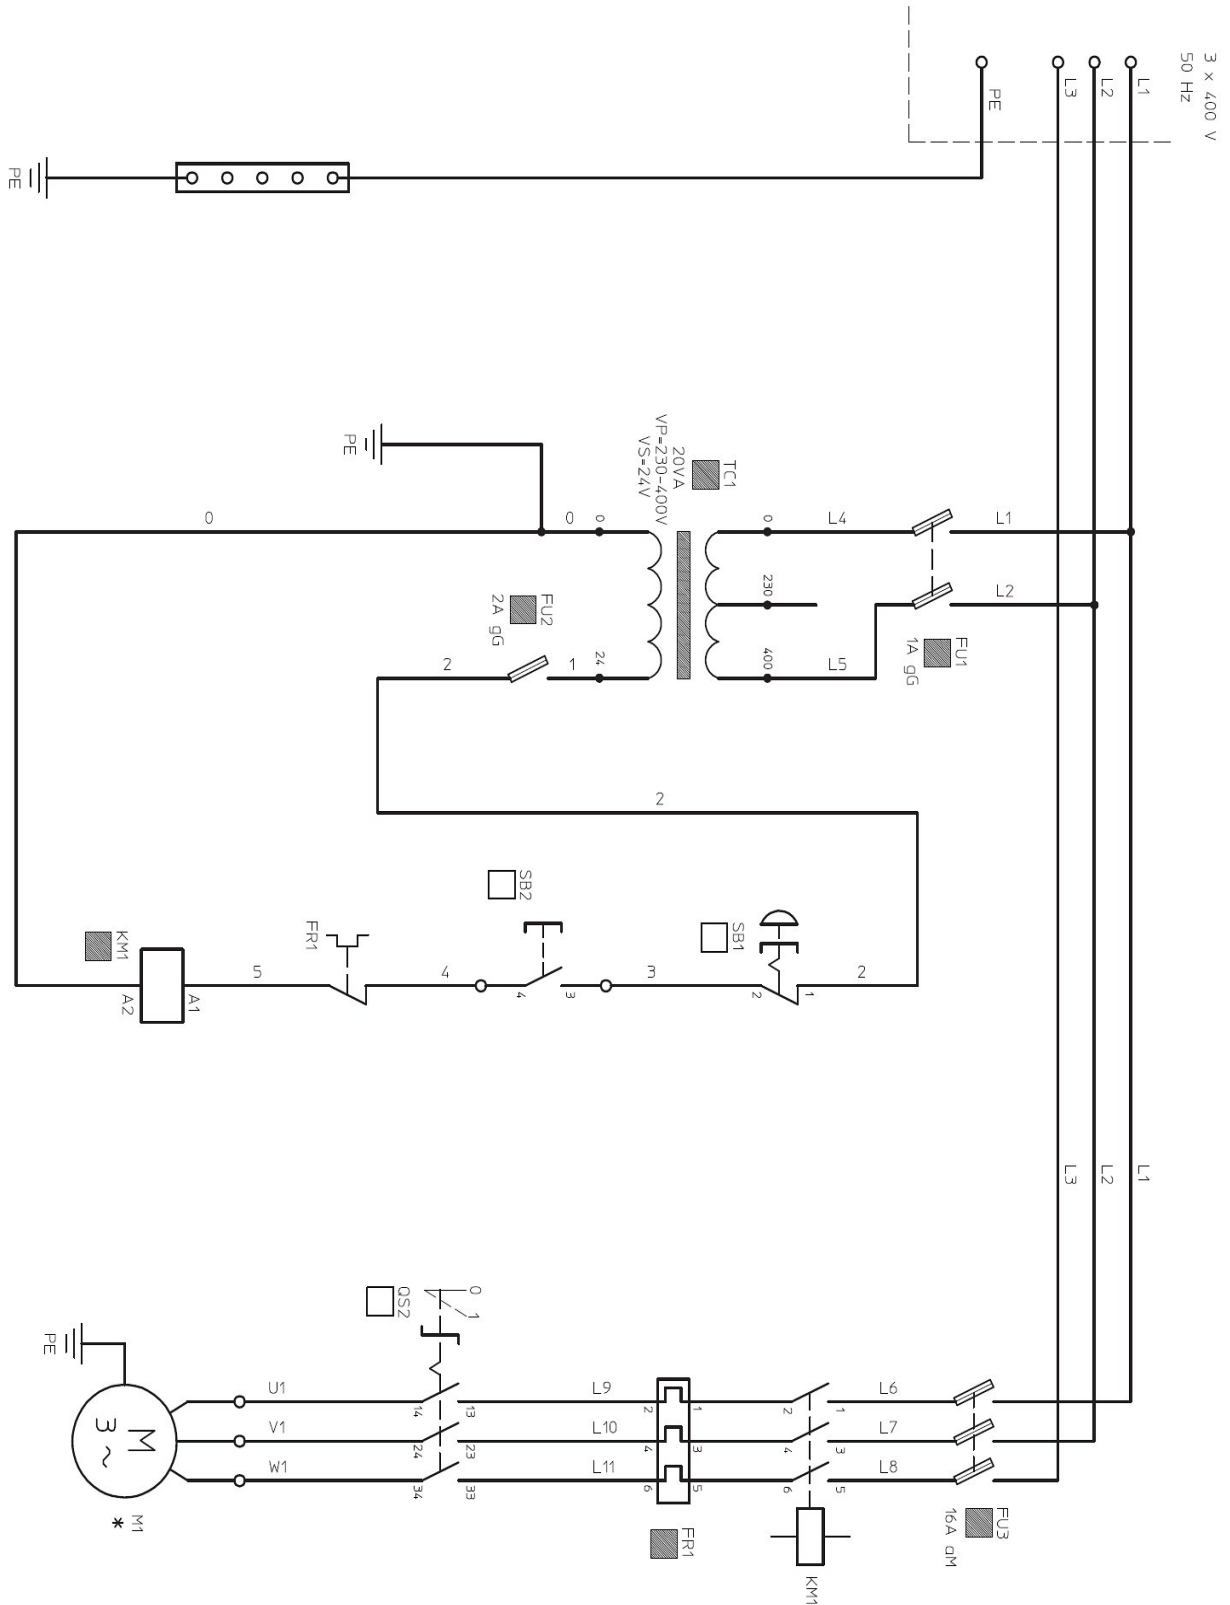 3 x 400 V
50 Hz
L1
L2
L3
PE
PE
TC1
20VA
VP=230-400V
VS=24V
PE
0
0
0
0
L4
L1
230
L2
FU2
2A gG
FU1
1A gG
2
1
24
400
L5
2
SB2
SB1
FR1
KM1
A2
A1
5
4
4
3
3
2
1
2
L1
L2
L3
QS2
0
1
PE
U1
14
13
L9
2
1
2
1
L6
V1
24
23
L10
4
3
4
3
L7
W1
34
33
L11
6
5
6
5
L8
M
3 ~
M1
*
FR1
KM1
FU3
16A aM